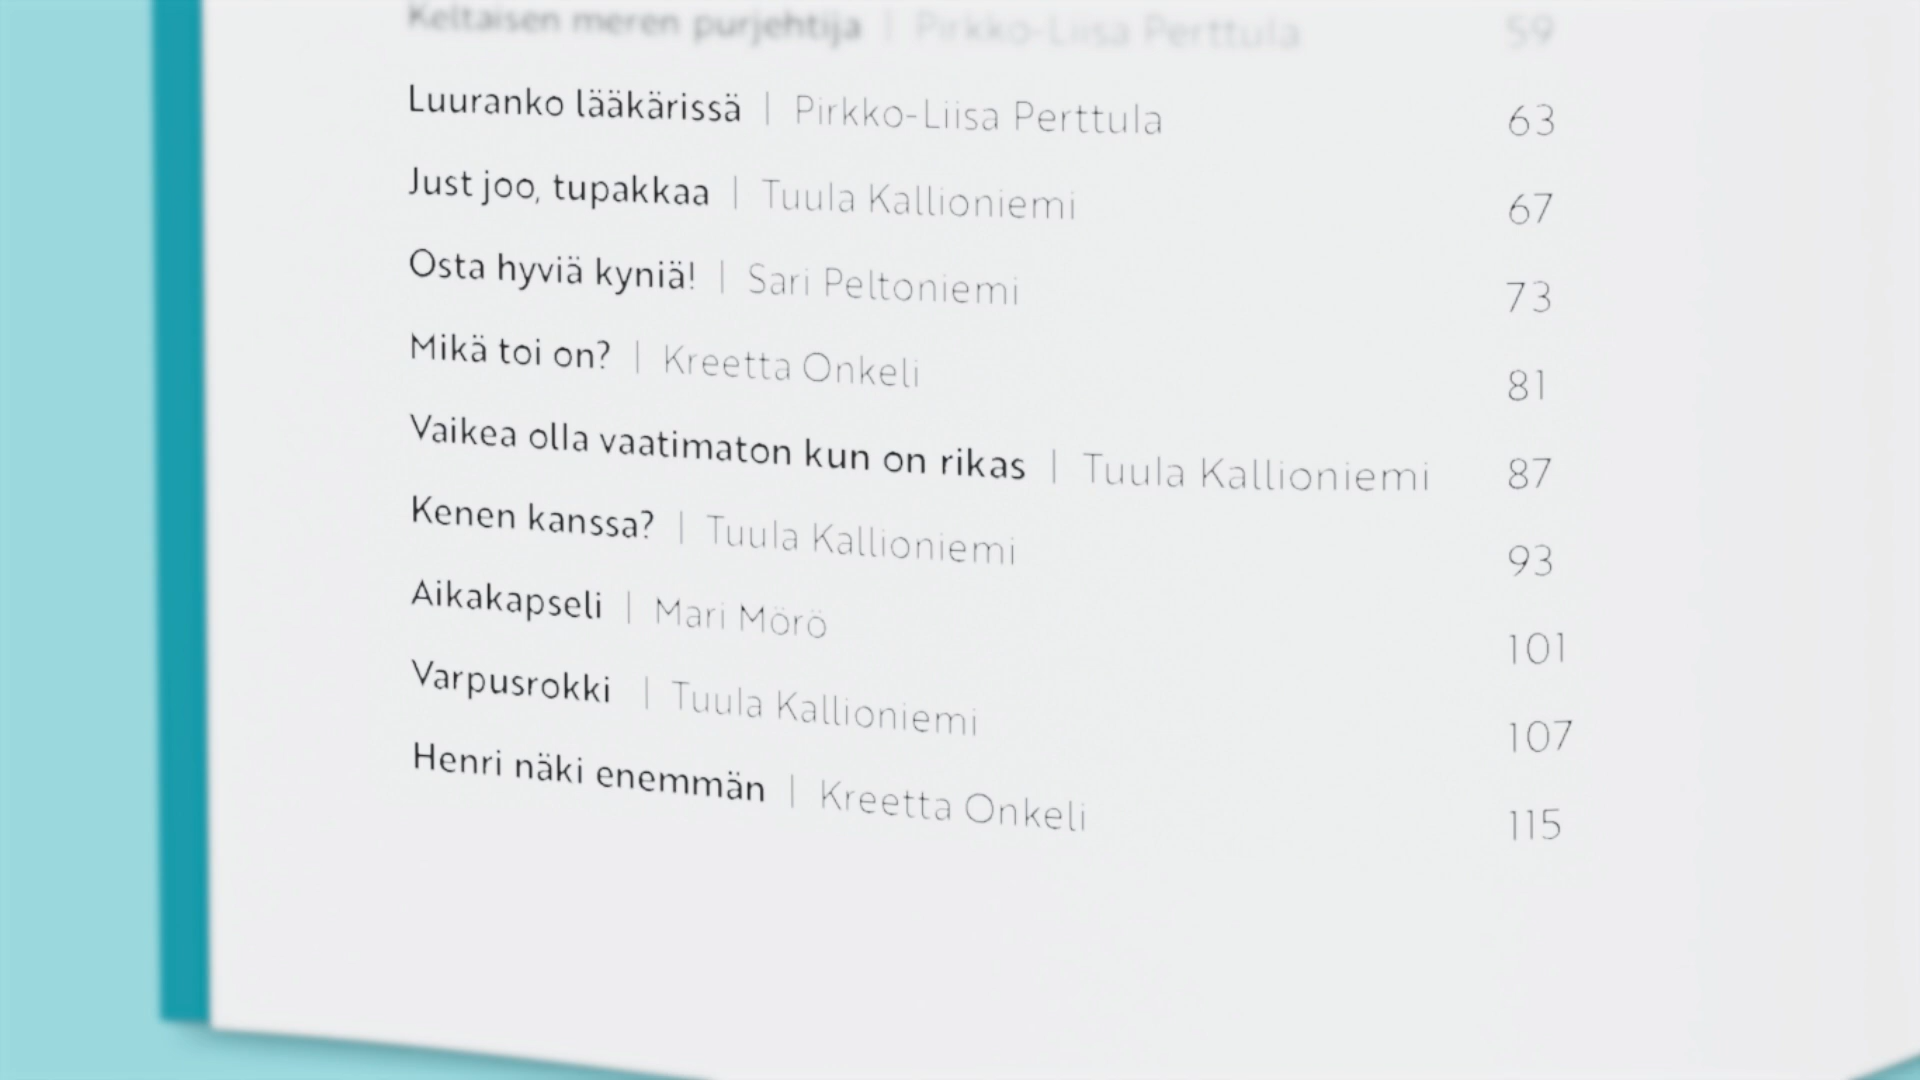 Keltaisen meren purjehtija | Pirkko-Liisa Perttula 59
Luuranko lääkärissä | Pirkko-Liisa Perttula 63
Just joo, tupakkaa | Tuula Kallioniemi 67
Osta hyviä kyniä! | Sari Peltoniemi 73
Mikä toi on? | Kreetta Onkeli 81
Vaikea olla vaatimaton kun on rikas | Tuula Kallioniemi 87
Kenen kanssa? | Tuula Kallioniemi 93
Aikakapseli | Mari Mörö 101
Varpusrokki | Tuula Kallioniemi 107
Henri näki enemmän | Kreetta Onkeli 115